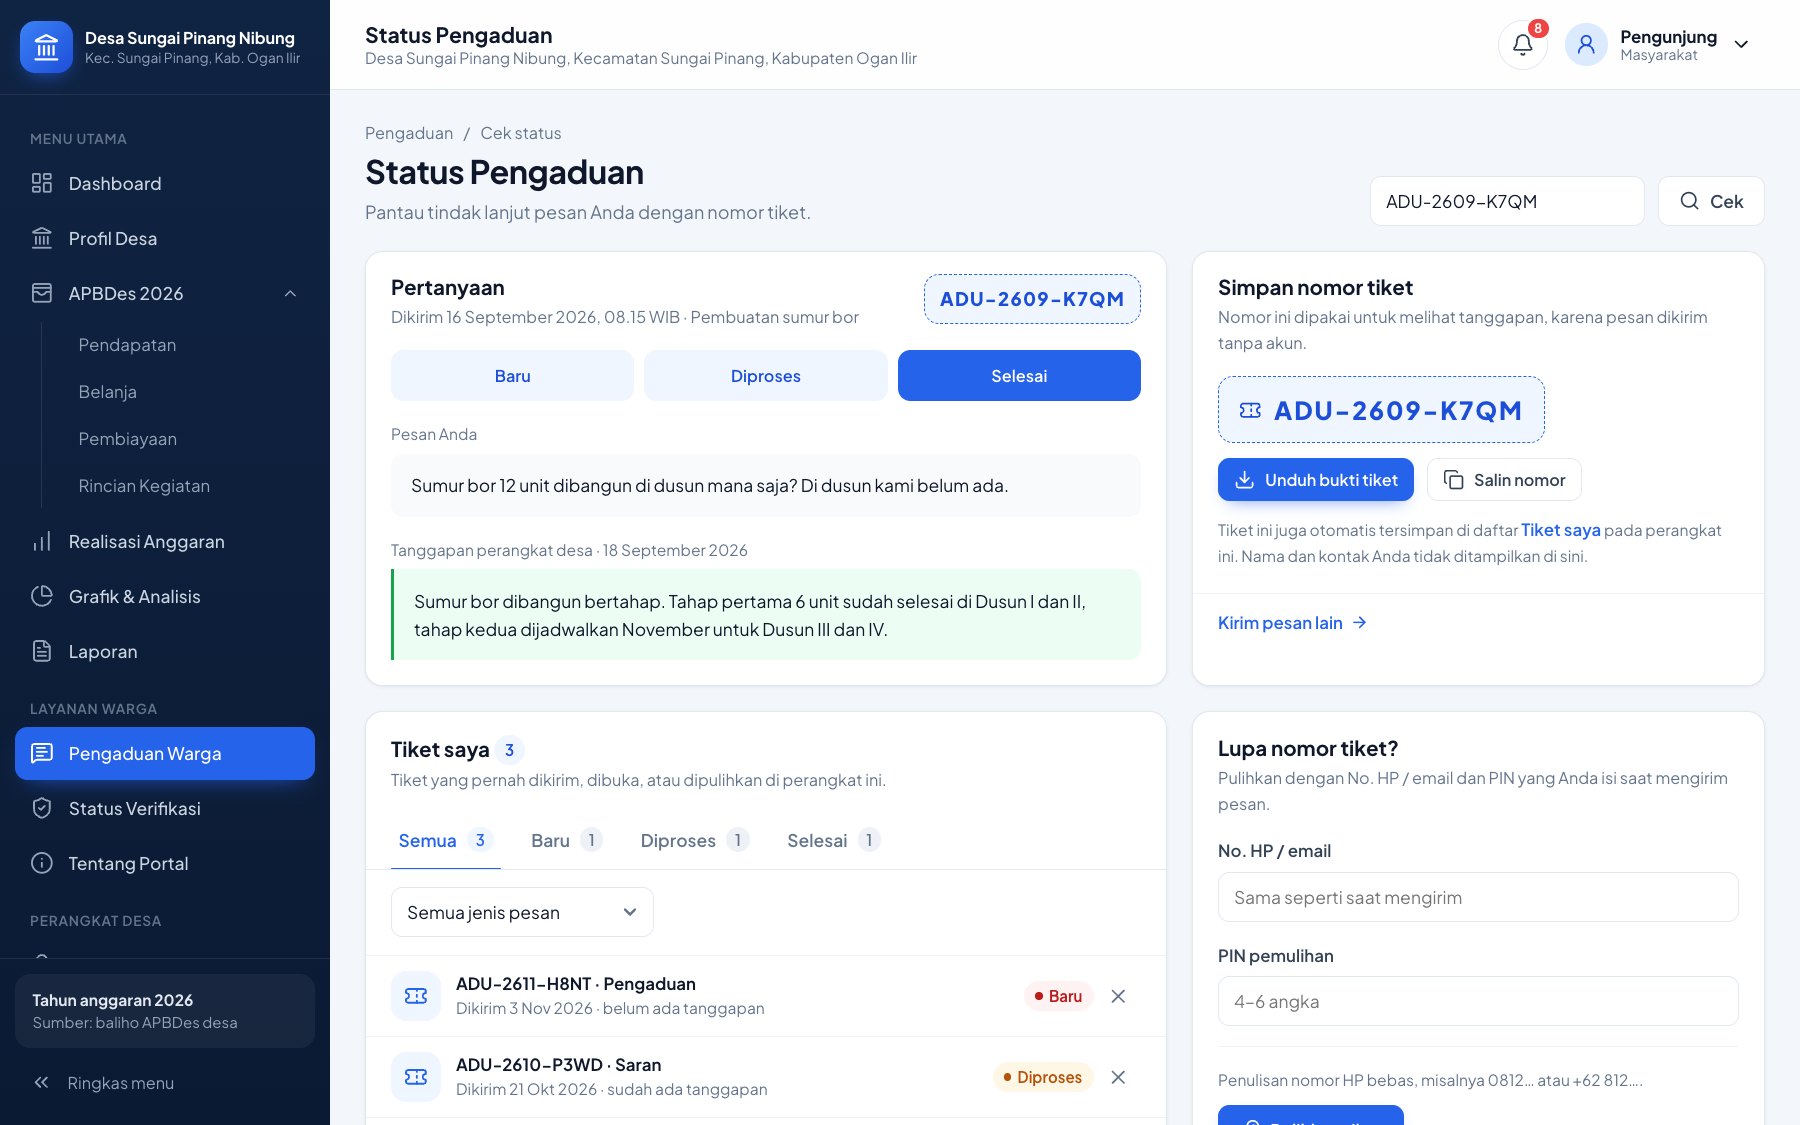 Desa Sungai Pinang Nibung
Kec. Sungai Pinang, Kab. Ogan Ilir
MENU UTAMA
Dashboard
Profil Desa
APBDes 2026
Pendapatan
Belanja
Pembiayaan
Rincian Kegiatan
Realisasi Anggaran
Grafik & Analisis
Laporan
LAYANAN WARGA
Pengaduan Warga
Status Verifikasi
Tentang Portal
PERANGKAT DESA
Tahun anggaran 2026
Sumber: baliho APBDes desa
Ringkas menu
Status Pengaduan
Desa Sungai Pinang Nibung, Kecamatan Sungai Pinang, Kabupaten Ogan Ilir
8
Pengunjung
Masyarakat
Pengaduan / Cek status
Status Pengaduan
Pantau tindak lanjut pesan Anda dengan nomor tiket.
ADU-2609-K7QM
Cek
Pertanyaan
Dikirim 16 September 2026, 08.15 WIB · Pembuatan sumur bor
ADU-2609-K7QM
Baru
Diproses
Selesai
Pesan Anda
Sumur bor 12 unit dibangun di dusun mana saja? Di dusun kami belum ada.
Tanggapan perangkat desa · 18 September 2026
Sumur bor dibangun bertahap. Tahap pertama 6 unit sudah selesai di Dusun I dan II,
tahap kedua dijadwalkan November untuk Dusun III dan IV.
Simpan nomor tiket
Nomor ini dipakai untuk melihat tanggapan, karena pesan dikirim
tanpa akun.
ADU-2609-K7QM
Unduh bukti tiket
Salin nomor
Tiket ini juga otomatis tersimpan di daftar Tiket saya pada perangkat
ini. Nama dan kontak Anda tidak ditampilkan di sini.
Kirim pesan lain
Tiket saya 3
Tiket yang pernah dikirim, dibuka, atau dipulihkan di perangkat ini.
Semua 3
Baru 1
Diproses 1
Selesai 1
Semua jenis pesan
ADU-2611-H8NT · Pengaduan
Dikirim 3 Nov 2026 · belum ada tanggapan
Baru
ADU-2610-P3WD · Saran
Dikirim 21 Okt 2026 · sudah ada tanggapan
Diproses
Lupa nomor tiket?
Pulihkan dengan No. HP / email dan PIN yang Anda isi saat mengirim
pesan.
No. HP / email
Sama seperti saat mengirim
PIN pemulihan
4–6 angka
Penulisan nomor HP bebas, misalnya 0812… atau +62 812….